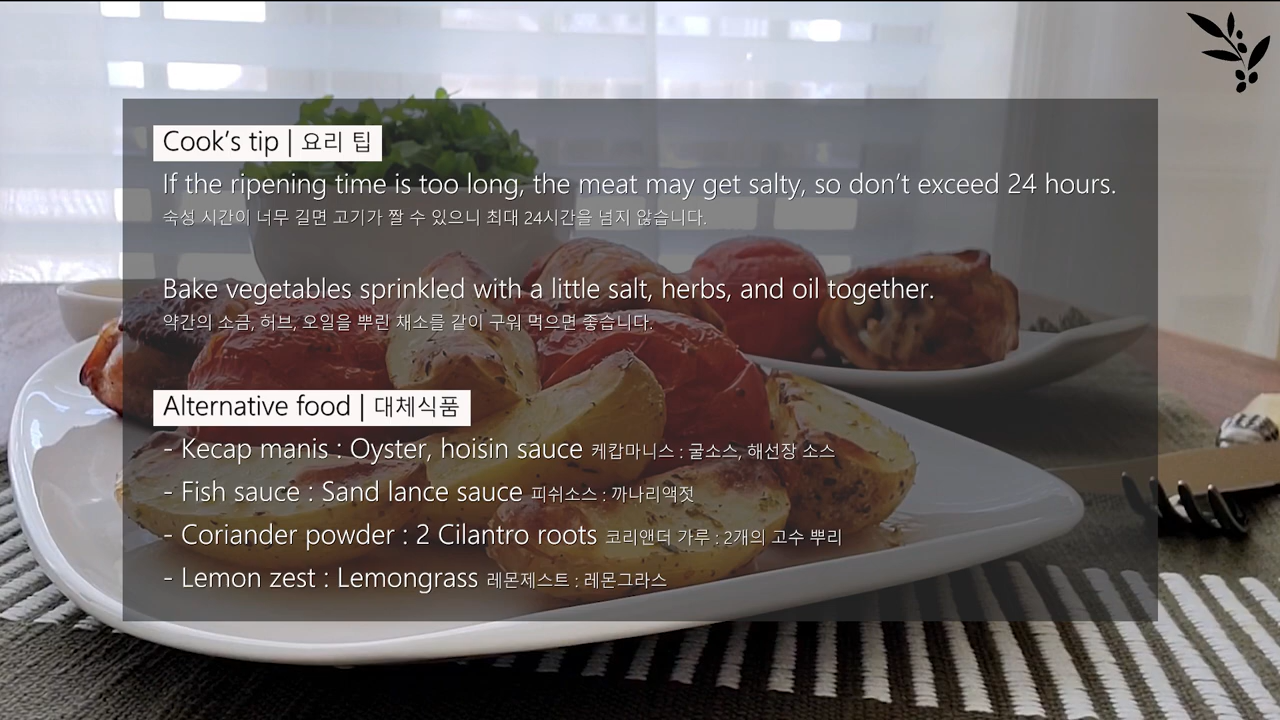 Cook's tip | 요리 팁
If the ripening time is too long, the meat may get salty, so don't exceed 24 hours.
숙성 시간이 너무 길면 고기가 짤 수 있으니 최대 24시간을 넘지 않습니다.
Bake vegetables sprinkled with a little salt, herbs, and oil together.
약간의 소금, 허브, 오일을 뿌린 채소를 같이 구워 먹으면 좋습니다.
Alternative food | 대체식품
- Kecap manis : Oyster, hoisin sauce 케캅마니스 : 굴소스, 해선장 소스
- Fish sauce : Sand lance sauce 피쉬소스 : 까나리액젓
- Coriander powder : 2 Cilantro roots 코리앤더 가루 : 2개의 고수 뿌리
- Lemon zest : Lemongrass 레몬제스트 : 레몬그라스